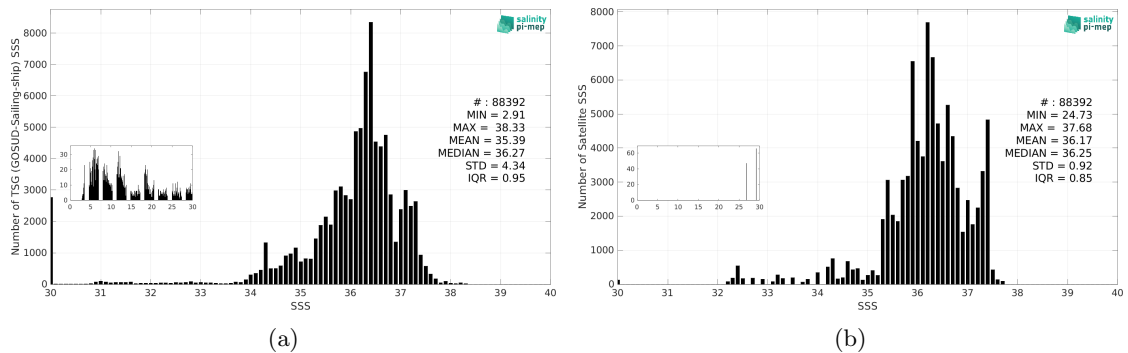 Number of TSG (GOSUD-Sailing-ship) SSS
8000
7000
6000
5000
4000
3000
2000
1000
0
30 31 32 33 34 35 36 37 38 39 40
SSS
30
20
10
0
0 5 10 15 20 25 30
salinity
pi-mep
# : 88392
MIN = 2.91
MAX = 38.33
MEAN = 35.39
MEDIAN = 36.27
STD = 4.34
IQR = 0.95
(a)
Number of Satellite SSS
8000
7000
6000
5000
4000
3000
2000
1000
0
30 31 32 33 34 35 36 37 38 39 40
SSS
60
40
20
0
0 5 10 15 20 25 30
salinity
pi-mep
# : 88392
MIN = 24.73
MAX = 37.68
MEAN = 36.17
MEDIAN = 36.25
STD = 0.92
IQR = 0.85
(b)